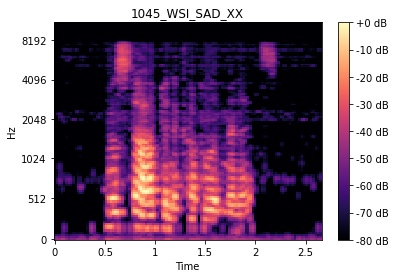 1045_WSI_SAD_XX
8192
4096
2048
1024
512
0
Hz
0
0.5
1
1.5
2
2.5
Time
+0 dB
-10 dB
-20 dB
-30 dB
-40 dB
-50 dB
-60 dB
-70 dB
-80 dB